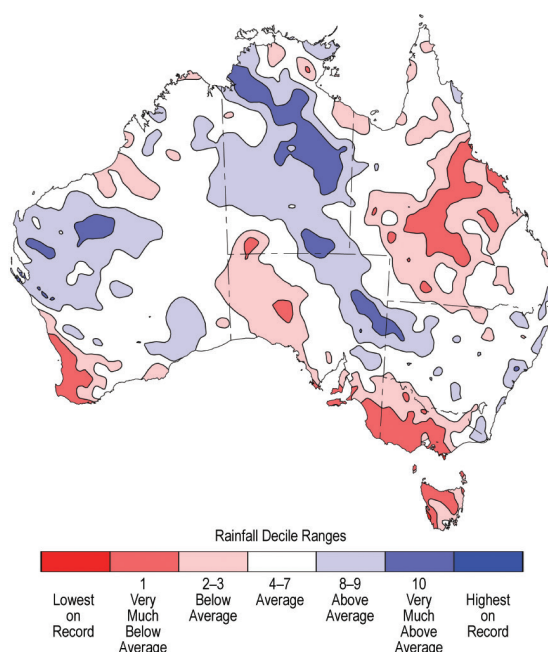 Rainfall Decile Ranges
1 2–3 4–7 8–9 10
Lowest on Record
Very Much Below Average
Below Average
Average
Above Average
Very Much Above Average
Highest on Record